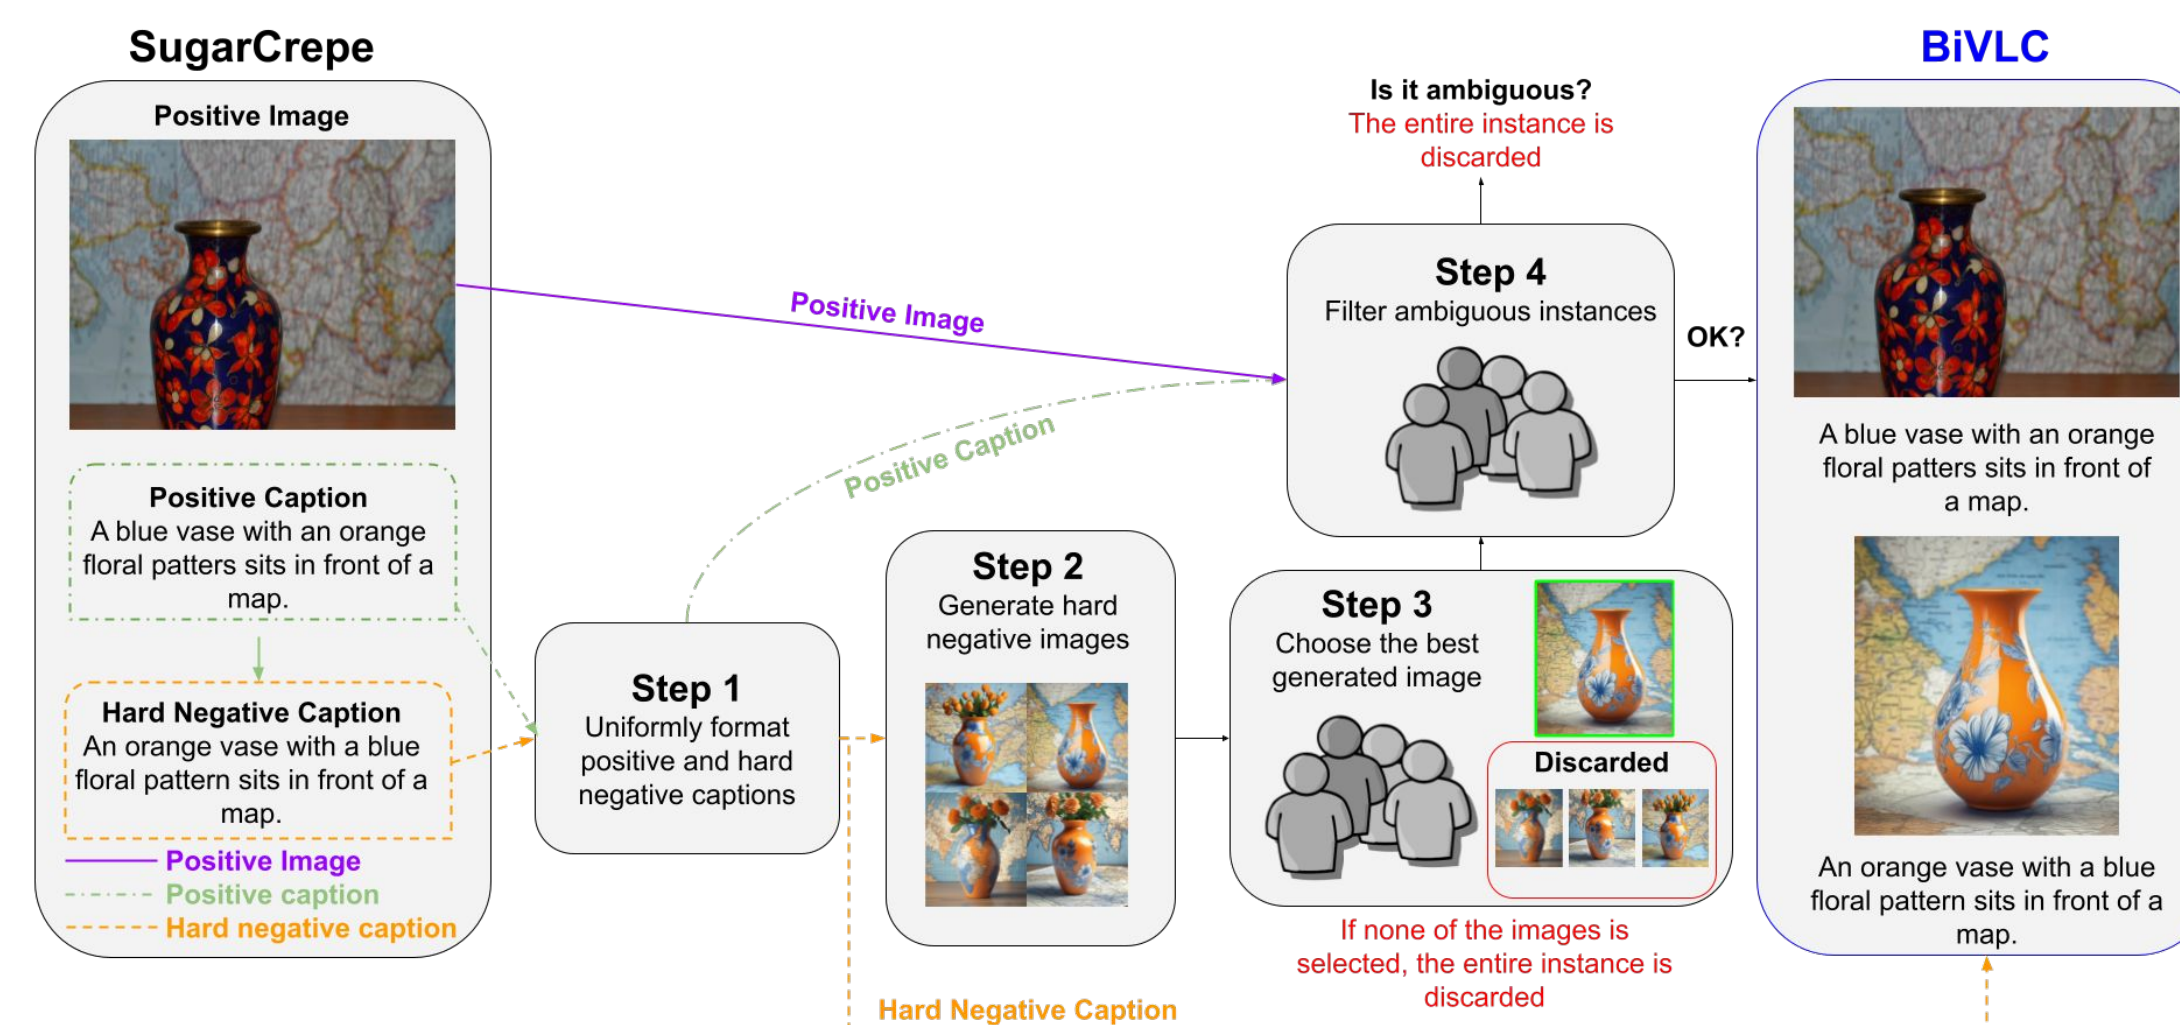 SugarCrepe
Positive Image
Positive Caption
A blue vase with an orange
floral patters sits in front of a
map.
Hard Negative Caption
An orange vase with a blue
floral pattern sits in front of a
map.
Positive Image
Positive caption
Hard negative caption
Positive Image
Positive Caption
Step 1
Uniformly format
positive and hard
negative captions
Step 2
Generate hard
negative images
Hard Negative Caption
Step 3
Choose the best
generated image
Discarded
If none of the images is
selected, the entire instance is
discarded
Is it ambiguous?
The entire instance is
discarded
Step 4
Filter ambiguous instances
OK?
BiVLC
A blue vase with an orange
floral patters sits in front of
a map.
An orange vase with a blue
floral pattern sits in front of a
map.